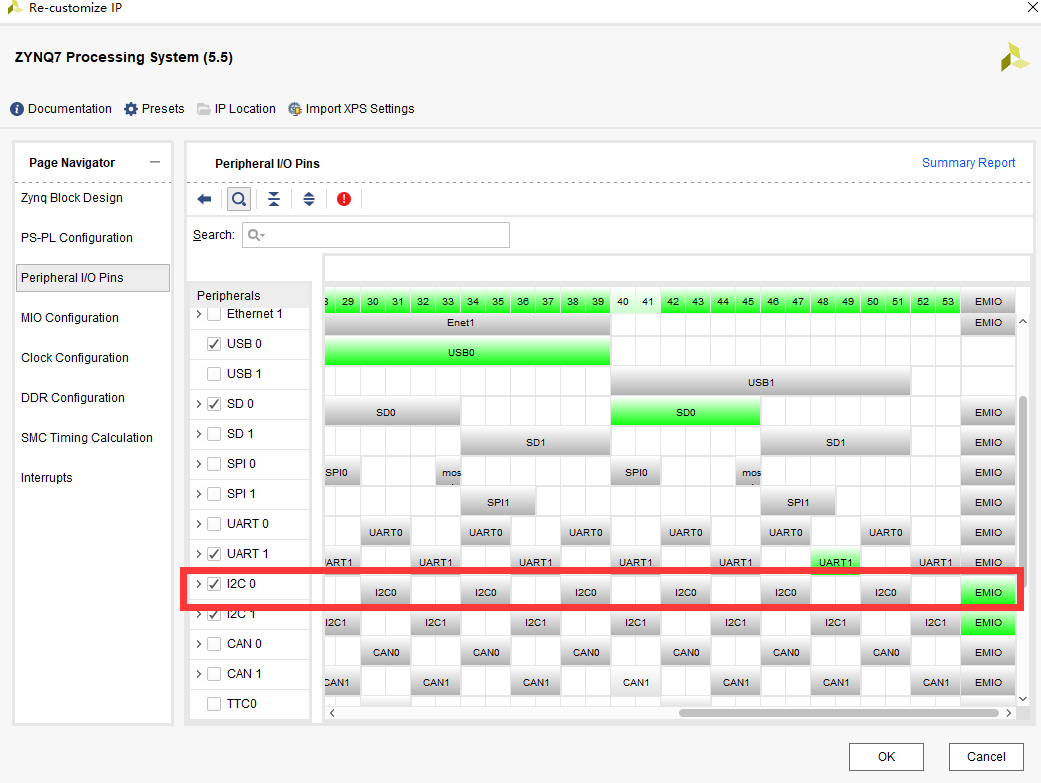 Re-customize IP
ZYNQ7 Processing System (5.5)
Documentation Presets IP Location Import XPS Settings
Page Navigator
Zynq Block Design
PS-PL Configuration
Peripheral I/O Pins
MIO Configuration
Clock Configuration
DDR Configuration
SMC Timing Calculation
Interrupts
Peripheral I/O Pins Summary Report
Search:
Peripherals 29 30 31 32 33 34 35 36 37 38 39 40 41 42 43 44 45 46 47 48 49 50 51 52 53 EMIO
Ethernet 1 Enet1 EMIO
USB 0 USB0
USB 1 USB1
SD 0 SD0 SD0 EMIO
SD 1 SD1 SD1 EMIO
SPI 0 SPI0 mos SPI0 mos EMIO
SPI 1 SPI1 SPI1 EMIO
UART 0 UART0 UART0 UART0 UART0 UART0 UART0 EMIO
UART 1 ART1 UART1 UART1 UART1 UART1 UART1 UART1 EMIO
I2C 0 I2C0 I2C0 I2C0 I2C0 I2C0 I2C0 EMIO
I2C 1 I2C1 I2C1 I2C1 I2C1 I2C1 I2C1 I2C1 EMIO
CAN 0 CAN0 CAN0 CAN0 CAN0 CAN0 CAN0 EMIO
CAN 1 CAN1 CAN1 CAN1 CAN1 CAN1 CAN1 CAN1 EMIO
TTC0
OK Cancel